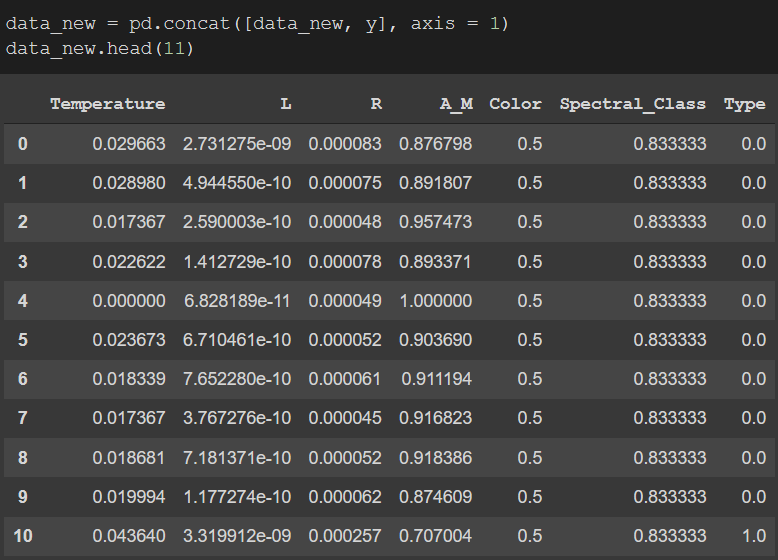 data_new = pd.concat([data_new, y], axis = 1)
data_new.head(11)
Temperature L R A_M Color Spectral_Class Type
0 0.029663 2.731275e-09 0.000083 0.876798 0.5 0.833333 0.0
1 0.028980 4.944550e-10 0.000075 0.891807 0.5 0.833333 0.0
2 0.017367 2.590003e-10 0.000048 0.957473 0.5 0.833333 0.0
3 0.022622 1.412729e-10 0.000078 0.893371 0.5 0.833333 0.0
4 0.000000 6.828189e-11 0.000049 1.000000 0.5 0.833333 0.0
5 0.023673 6.710461e-10 0.000052 0.903690 0.5 0.833333 0.0
6 0.018339 7.652280e-10 0.000061 0.911194 0.5 0.833333 0.0
7 0.017367 3.767276e-10 0.000045 0.916823 0.5 0.833333 0.0
8 0.018681 7.181371e-10 0.000052 0.918386 0.5 0.833333 0.0
9 0.019994 1.177274e-10 0.000062 0.874609 0.5 0.833333 0.0
10 0.043640 3.319912e-09 0.000257 0.707004 0.5 0.833333 1.0